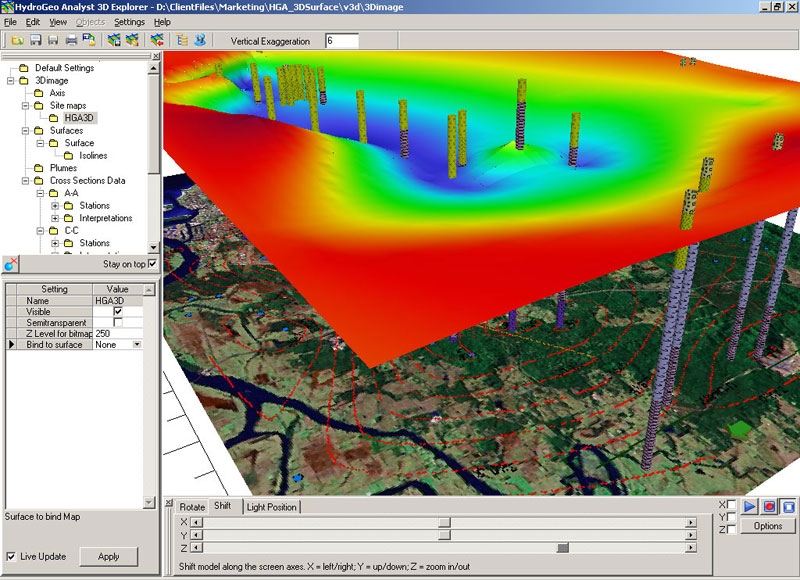 HydroGeo Analyst 3D Explorer - D:\ClientFiles\Marketing\HGA_3DSurface\v3d\3Dimage
File Edit View Objects Settings Help
Vertical Exaggeration 6
Default Settings
3Dimage
Axis
Site maps
HGA3D
Surfaces
Surface
Isolines
Plumes
Cross Sections Data
A-A
Stations
Interpretations
C-C
Stations
Stay on top
Setting Value
Name HGA3D
Visible
Semitransparent
Z Level for bitmap 250
Bind to surface None
Surface to bind Map
Live Update Apply
Rotate Shift Light Position
X
Y
Z
Shift model along the screen axes. X = left/right; Y = up/down; Z = zoom in/out
X
Y
Z
Options